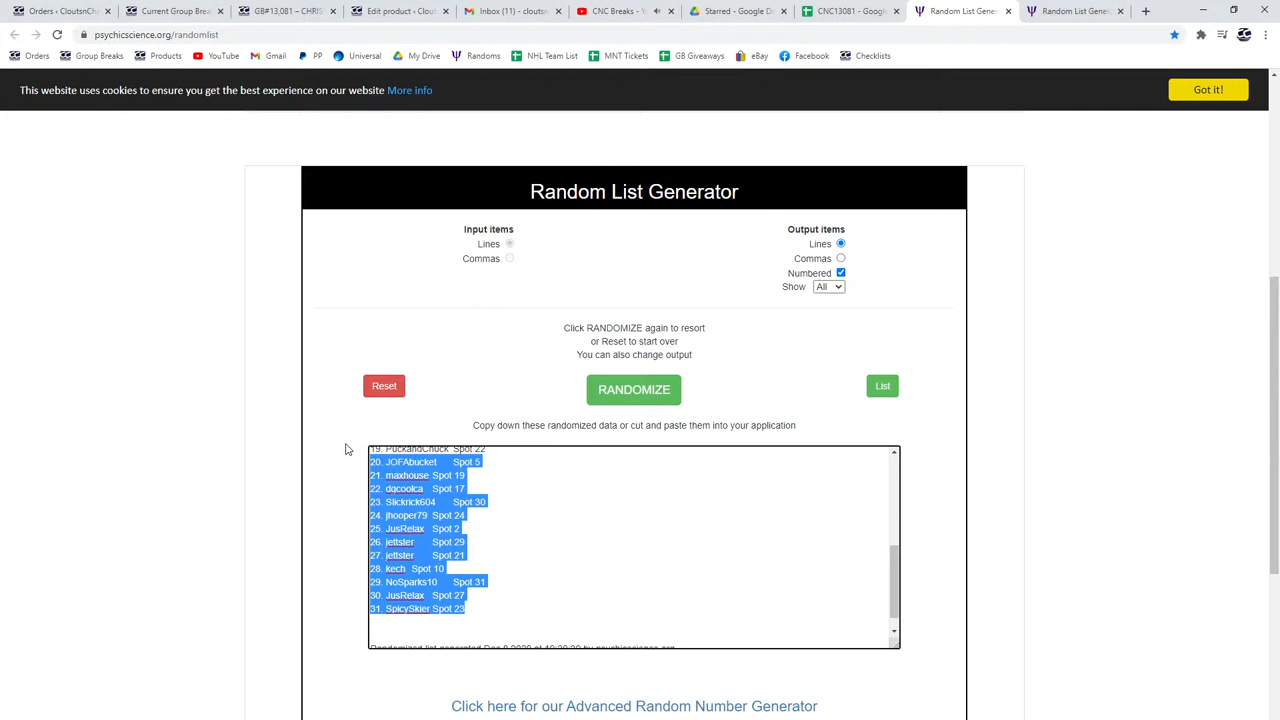 Orders ‹ CloutsnCh
Current Group Brea
GB#13,081 – CHRIS
Edit product ‹ Clou
Inbox (11) - cloutsn
CNC Breaks -
Starred - Google D
CNC13081 - Google
Random List Gener
Random List Gener
psychicscience.org/randomlist
Orders
Group Breaks
Products
YouTube
Gmail
PP
Universal
My Drive
Randoms
NHL Team List
MNT Tickets
GB Giveaways
eBay
Facebook
Checklists
This website uses cookies to ensure you get the best experience on our website More info
Got it!
Random List Generator
Input items
Lines
Commas
Output items
Lines
Commas
Numbered
Show All
Click RANDOMIZE again to resort
or Reset to start over
You can also change output
Reset
RANDOMIZE
List
Copy down these randomized data or cut and paste them into your application
19. PuckandChuck Spot 22
20. JOFAbucket Spot 5
21. maxhouse Spot 19
22. dqcoolca Spot 17
23. Slickrick604 Spot 30
24. jhooper79 Spot 24
25. JusRelax Spot 2
26. jettster Spot 29
27. jettster Spot 21
28. kech Spot 10
29. NoSparks10 Spot 31
30. JusRelax Spot 27
31. SpicySkier Spot 23
Click here for our Advanced Random Number Generator